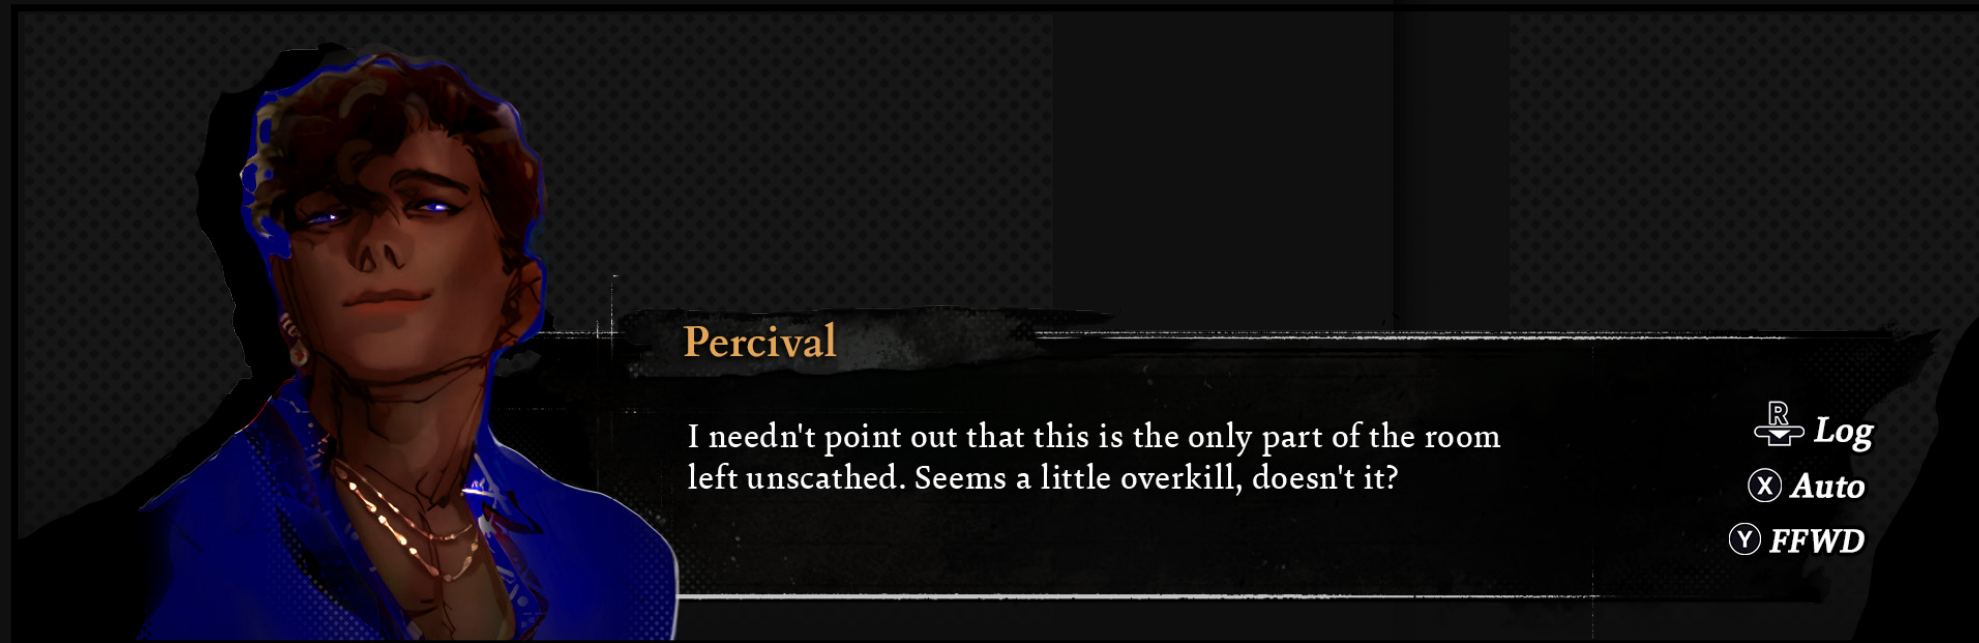 Percival
I needn't point out that this is the only part of the room
left unscathed. Seems a little overkill, doesn't it?
R Log
X Auto
Y FFWD